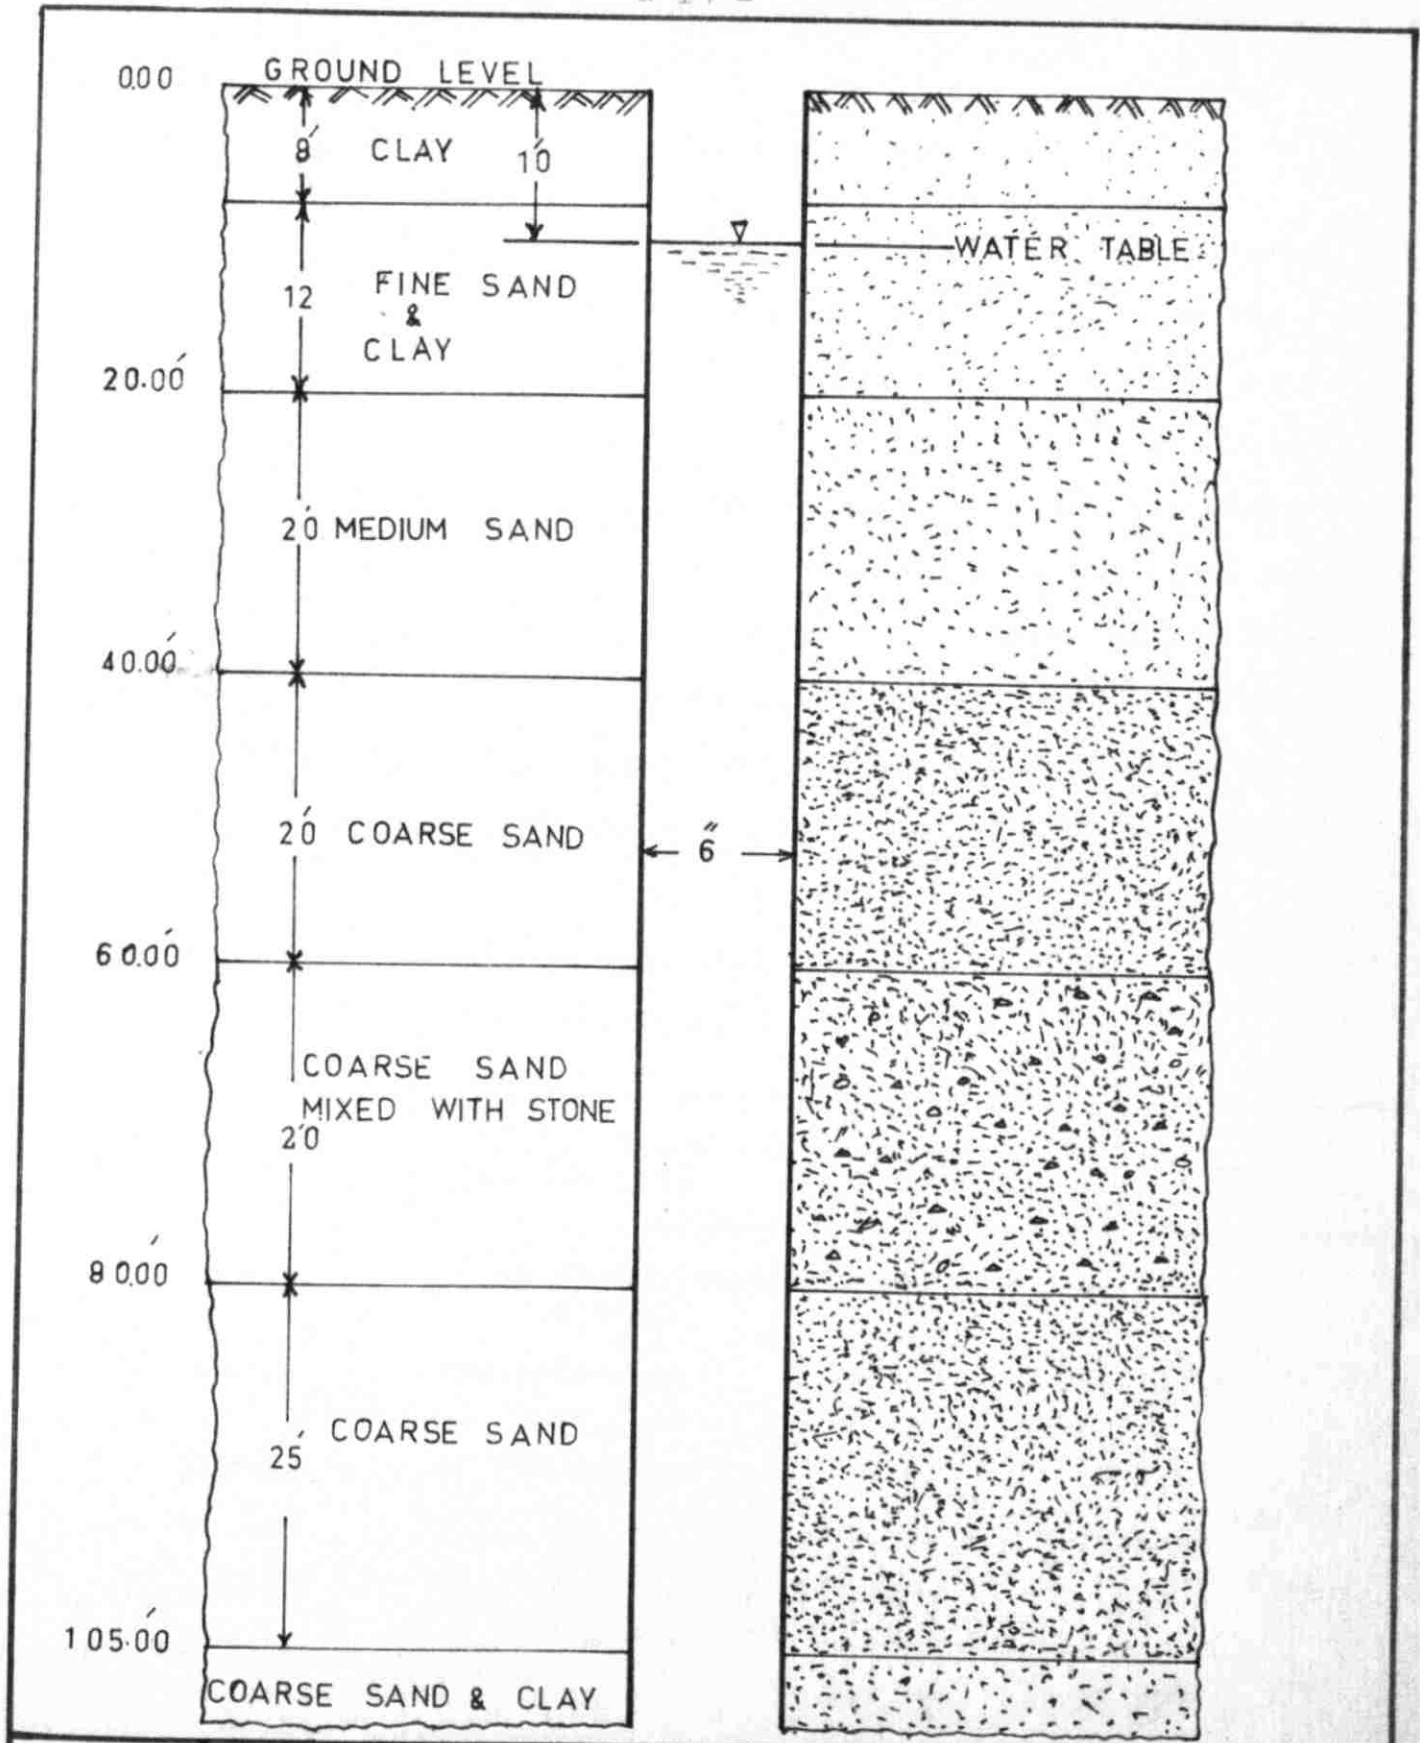 0.00
GROUND LEVEL
8' CLAY 10'
WATER TABLE
12 FINE SAND
&
CLAY
20.00'
20' MEDIUM SAND
40.00'
20' COARSE SAND
6"
60.00'
COARSE SAND
MIXED WITH STONE
20'
80.00'
COARSE SAND
25'
105.00'
COARSE SAND & CLAY